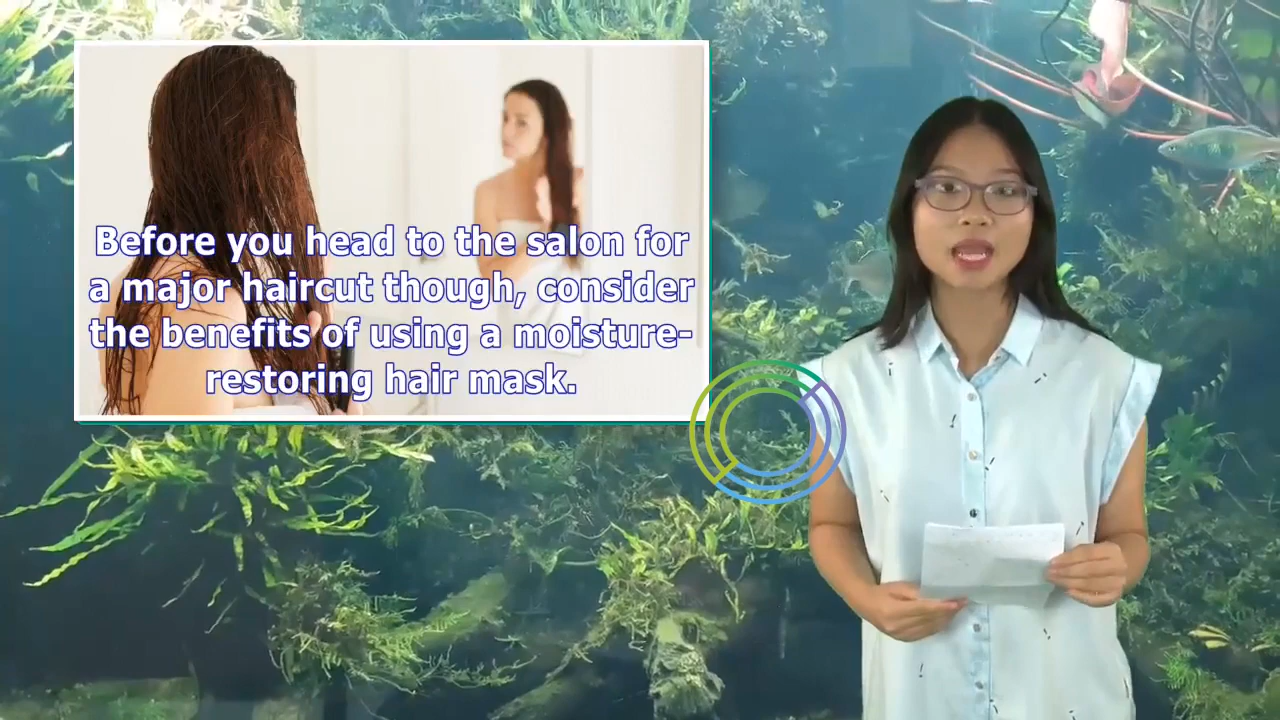 Before you head to the salon for
a major haircut though, consider
the benefits of using a moisture-
restoring hair mask.